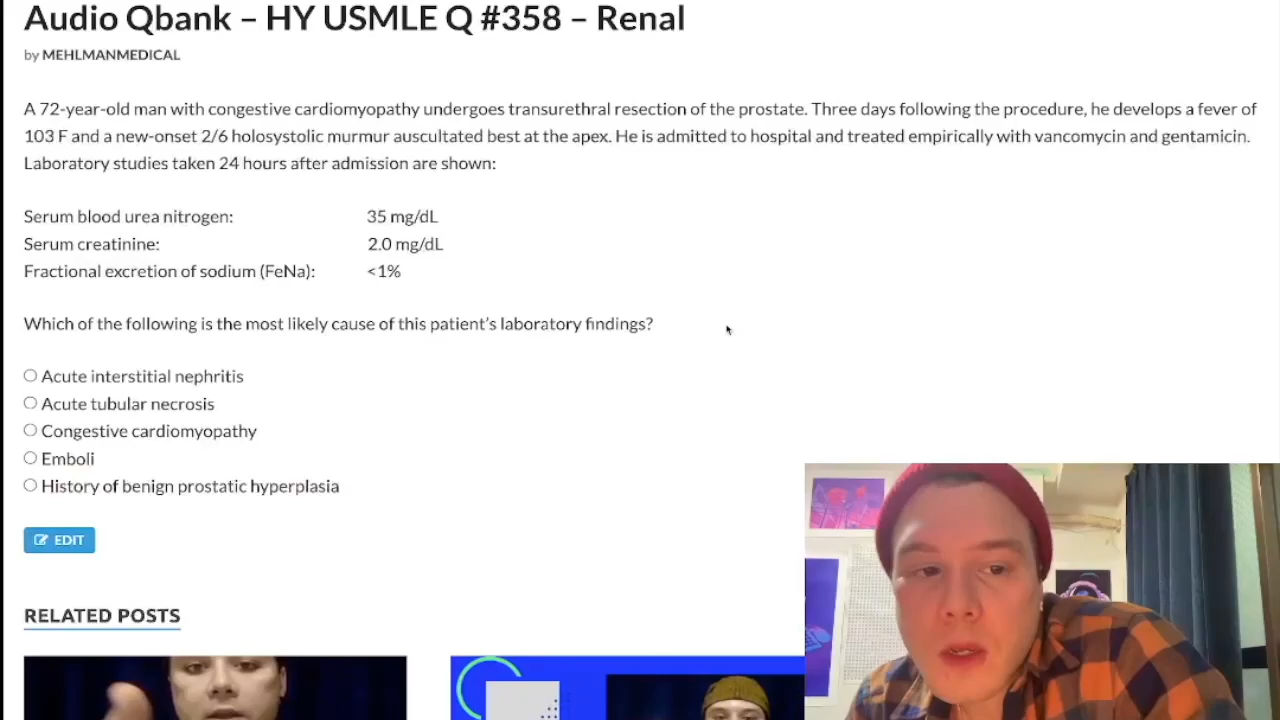 Audio Qbank – HY USMLE Q #358 – Renal
by MEHLMANMEDICAL
A 72-year-old man with congestive cardiomyopathy undergoes transurethral resection of the prostate. Three days following the procedure, he develops a fever of
103 F and a new-onset 2/6 holosystolic murmur auscultated best at the apex. He is admitted to hospital and treated empirically with vancomycin and gentamicin.
Laboratory studies taken 24 hours after admission are shown:
Serum blood urea nitrogen: 35 mg/dL
Serum creatinine: 2.0 mg/dL
Fractional excretion of sodium (FeNa): <1%
Which of the following is the most likely cause of this patient's laboratory findings?
Acute interstitial nephritis
Acute tubular necrosis
Congestive cardiomyopathy
Emboli
History of benign prostatic hyperplasia
EDIT
RELATED POSTS